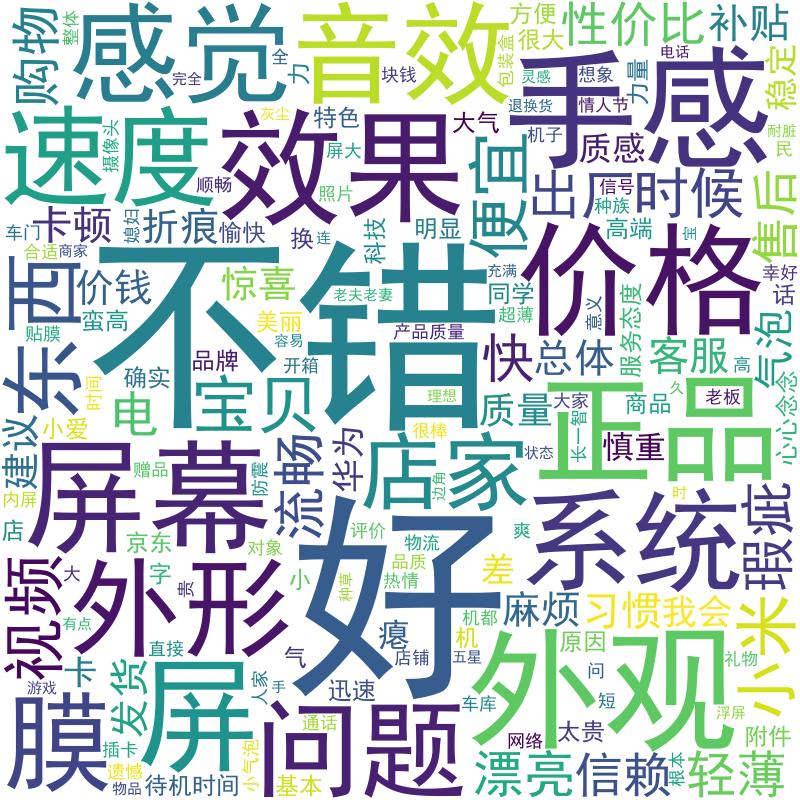 购物
整体
感觉
完全
全
力
音效
包装盒
方便
很大
性价比
补贴
电话
块钱
灵感
想象
力量
稳定
退换货
情人节
手感
耐脏
民
灰尘
速度
摄像头
效果
特色
大气
机子
质感
屏大
顺畅
照片
便宜
出厂
信号
种族
时候
售后
车门
卡顿
媳妇
折痕
愉快
换
连
科技
明显
高端
宝
合适
商家
东西
价钱
惊喜
不错
老夫老妻
充满
同学
超薄
意义
价格
幸好
话
贴膜
蛮高
美丽
容易
产品质量
服务态度
气泡
品牌
开箱
快
总体
客服
高
确实
时间
电
宝贝
理想
质量
正品
商品
大家
久
老板
心心念念
建议
小爱
很棒
长一智
慎重
屏幕
赠品
防震
流畅
华为
店家
边角
状态
内屏
系统
瑕疵
店
京东
对象
评价
物流
爽
时
视频
大
字
外形
贵
小
种草
品质
热情
好
差
机都
麻烦
习惯
我会
小米
有点
直接
气
瘪
店铺
机
五星
外观
原因
礼物
卡
发货
屏
人家
手
迅速
车库
问
短
浮屏
游戏
膜
插卡
问题
通话
网络
太贵
附件
遗憾
物品
待机时间
小气泡
基本
漂亮
信赖
根本
轻薄